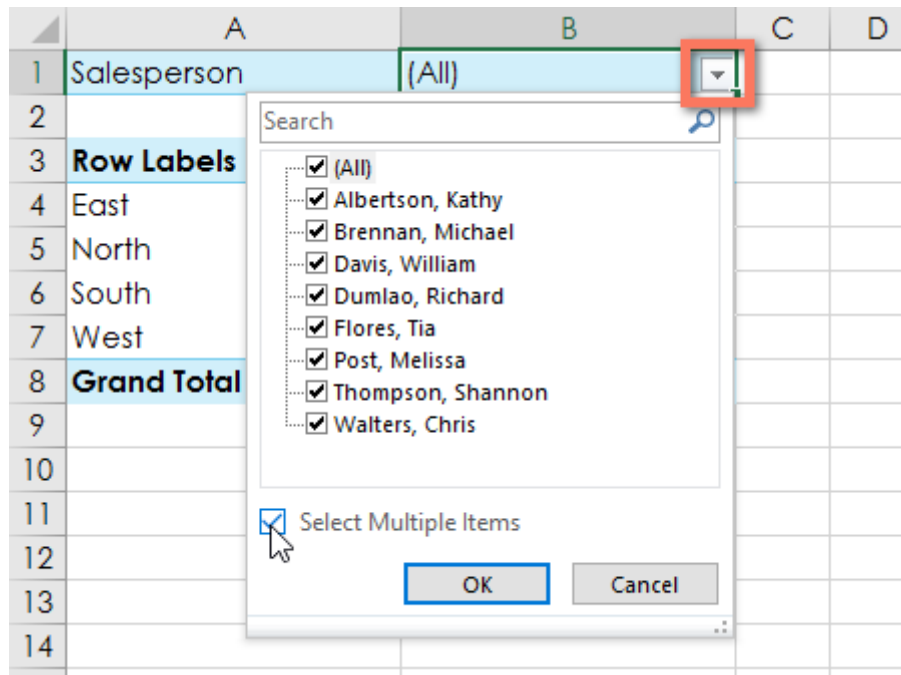 A B C D
1 Salesperson (All)
2 Search
3 Row Labels (All)
4 East Albertson, Kathy
Brennan, Michael
5 North Davis, William
6 South Dumlao, Richard
7 West Flores, Tia
Post, Melissa
8 Grand Total Thompson, Shannon
9 Walters, Chris
10
11 Select Multiple Items
12
13 OK Cancel
14